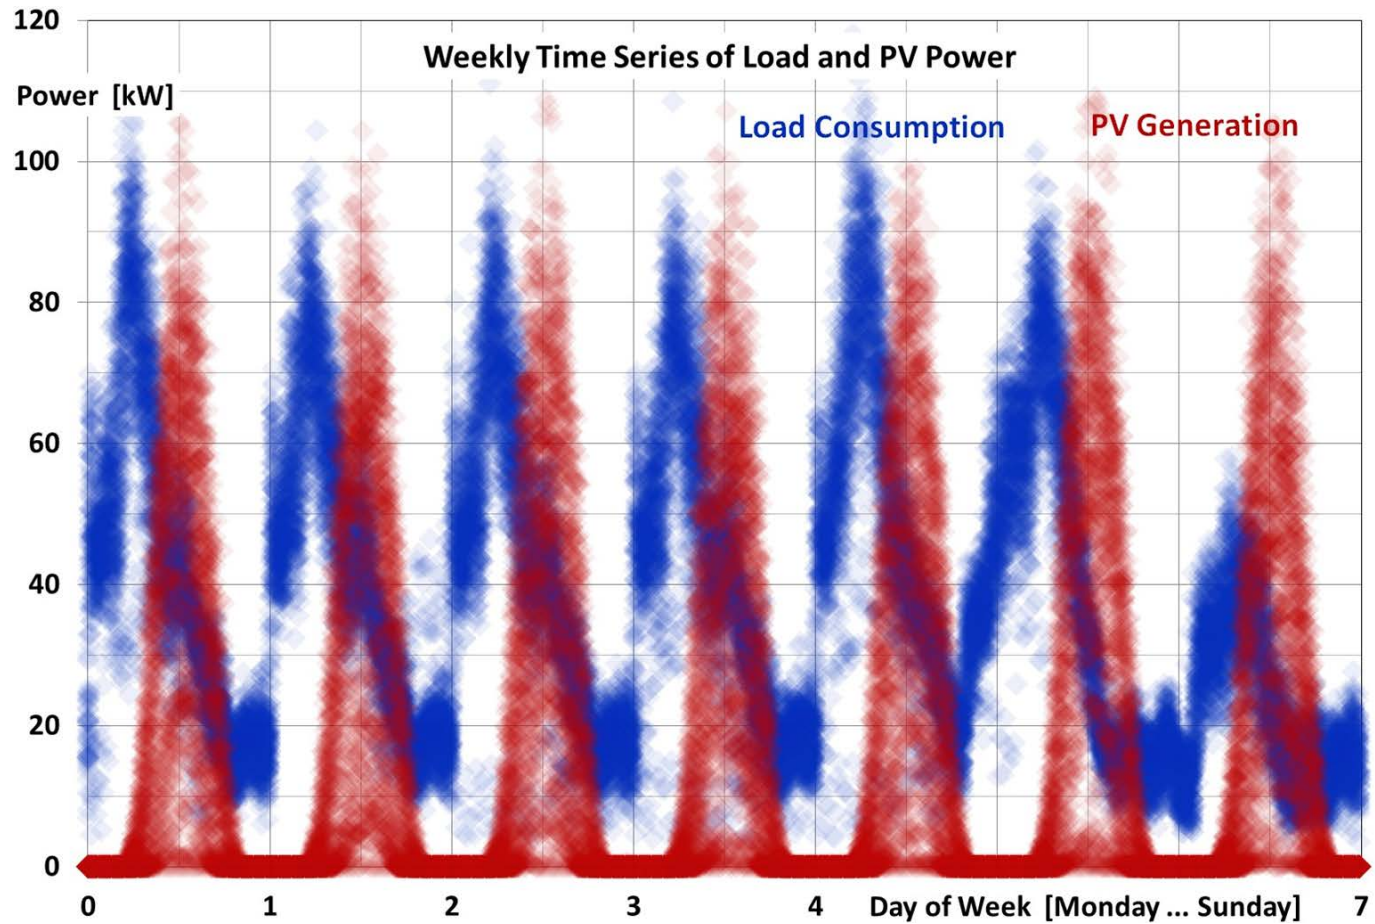 120
Weekly Time Series of Load and PV Power
Power [kW]
Load Consumption
PV Generation
100
80
60
40
20
0
0 1 2 3 4 Day of Week [Monday ... Sunday] 7